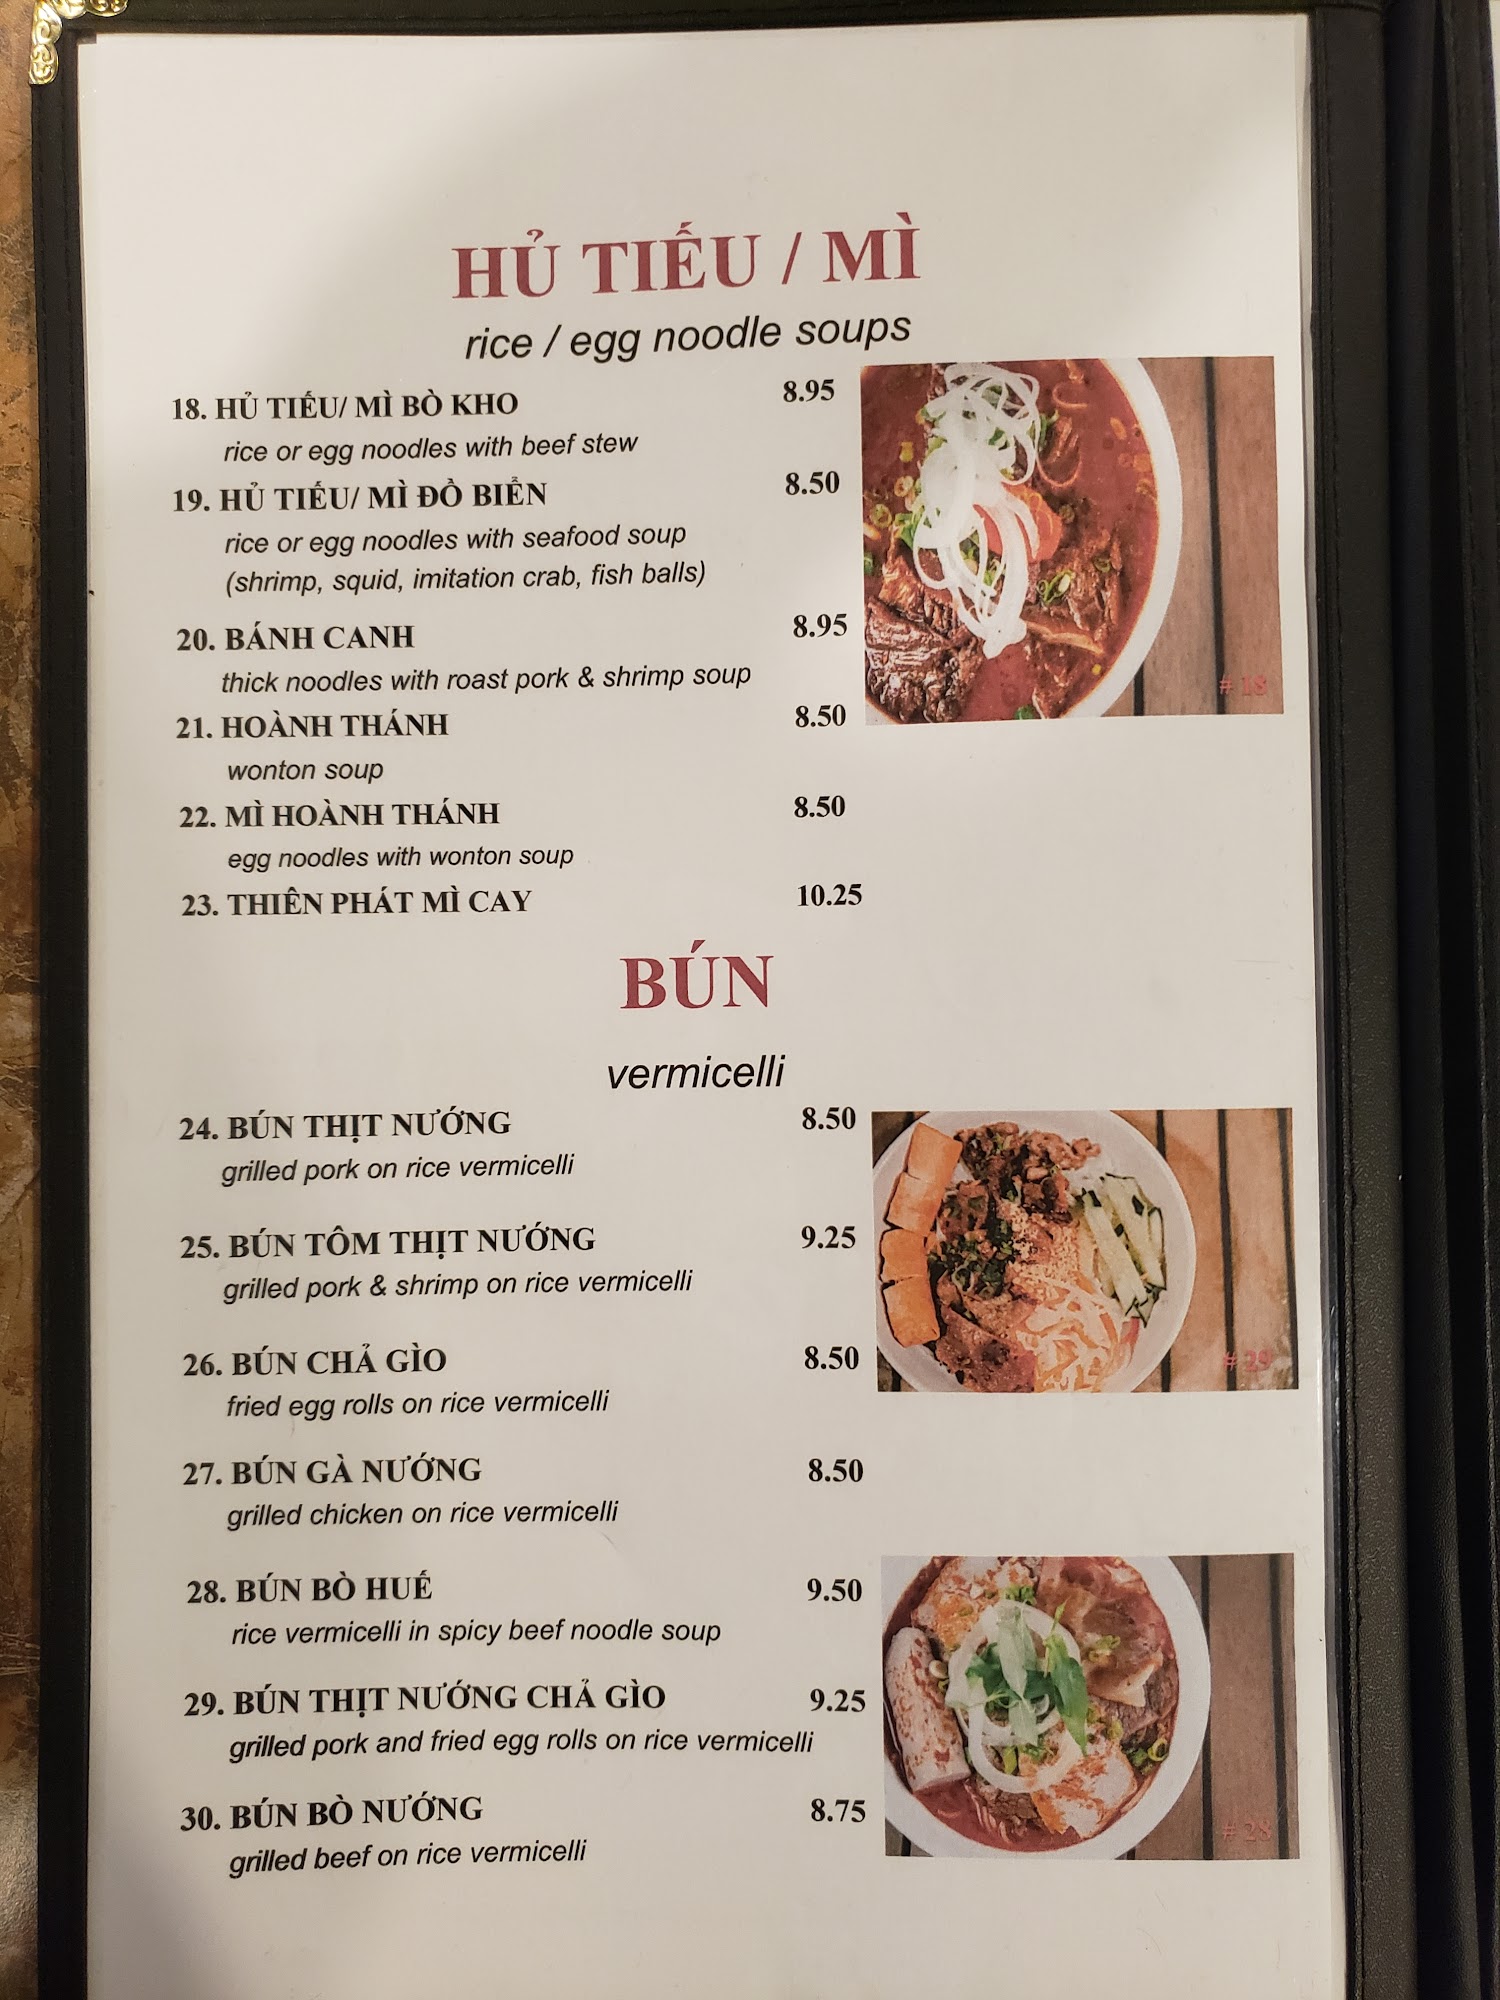 HỦ TIẾU / MÌ
rice / egg noodle soups
18. HỦ TIẾU/ MÌ BÒ KHO 8.95
rice or egg noodles with beef stew
19. HỦ TIẾU/ MÌ ĐỒ BIỂN 8.50
rice or egg noodles with seafood soup
(shrimp, squid, imitation crab, fish balls)
20. BÁNH CANH 8.95
thick noodles with roast pork & shrimp soup
# 18
21. HOÀNH THÁNH 8.50
wonton soup
22. MÌ HOÀNH THÁNH 8.50
egg noodles with wonton soup
23. THIÊN PHÁT MÌ CAY 10.25
BÚN
vermicelli
24. BÚN THỊT NƯỚNG 8.50
grilled pork on rice vermicelli
25. BÚN TÔM THỊT NƯỚNG 9.25
grilled pork & shrimp on rice vermicelli
26. BÚN CHẢ GÌO 8.50
# 29
fried egg rolls on rice vermicelli
27. BÚN GÀ NƯỚNG 8.50
grilled chicken on rice vermicelli
28. BÚN BÒ HUẾ 9.50
rice vermicelli in spicy beef noodle soup
29. BÚN THỊT NƯỚNG CHẢ GÌO 9.25
grilled pork and fried egg rolls on rice vermicelli
30. BÚN BÒ NƯỚNG 8.75
# 28
grilled beef on rice vermicelli